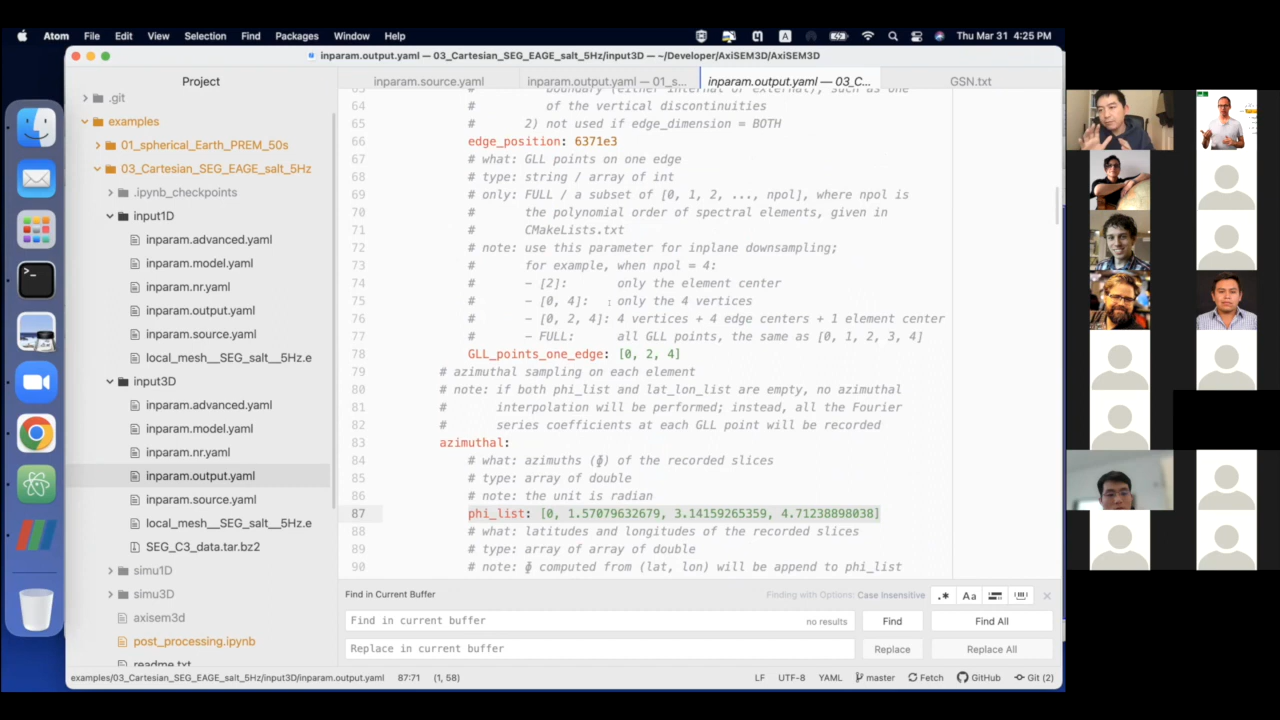 Atom File Edit View Selection Find Packages Window Help Thu Mar 31 4:25 PM
inparam.output.yaml — 03_Cartesian_SEG_EAGE_salt_5Hz/input3D — ~/Developer/AxiSEM3D/AxiSEM3D
Project
inparam.source.yaml inparam.output.yaml — 01_s... inparam.output.yaml — 03_C... GSN.txt
.git
examples
01_spherical_Earth_PREM_50s
03_Cartesian_SEG_EAGE_salt_5Hz
.ipynb_checkpoints
input1D
inparam.advanced.yaml
inparam.model.yaml
inparam.nr.yaml
inparam.output.yaml
inparam.source.yaml
local_mesh__SEG_salt__5Hz.e
input3D
inparam.advanced.yaml
inparam.model.yaml
inparam.nr.yaml
inparam.output.yaml
inparam.source.yaml
local_mesh__SEG_salt__5Hz.e
SEG_C3_data.tar.bz2
simu1D
simu3D
axisem3d
post_processing.ipynb
readme.txt
63 # boundary (either internal or external), such as one
64 # of the vertical discontinuities
65 # 2) not used if edge_dimension = BOTH
66 edge_position: 6371e3
67 # what: GLL points on one edge
68 # type: string / array of int
69 # only: FULL / a subset of [0, 1, 2, ..., npol], where npol is
70 # the polynomial order of spectral elements, given in
71 # CMakeLists.txt
72 # note: use this parameter for inplane downsampling;
73 # for example, when npol = 4:
74 # - [2]: only the element center
75 # - [0, 4]: only the 4 vertices
76 # - [0, 2, 4]: 4 vertices + 4 edge centers + 1 element center
77 # - FULL: all GLL points, the same as [0, 1, 2, 3, 4]
78 GLL_points_one_edge: [0, 2, 4]
79 # azimuthal sampling on each element
80 # note: if both phi_list and lat_lon_list are empty, no azimuthal
81 # interpolation will be performed; instead, all the Fourier
82 # series coefficients at each GLL point will be recorded
83 azimuthal:
84 # what: azimuths (ϕ) of the recorded slices
85 # type: array of double
86 # note: the unit is radian
87 phi_list: [0, 1.57079632679, 3.14159265359, 4.71238898038]
88 # what: latitudes and longitudes of the recorded slices
89 # type: array of array of double
90 # note: ϕ computed from (lat, lon) will be append to phi_list
Find in Current Buffer Finding with Options: Case Insensitive .* Aa
Find in current buffer no results Find Find All
Replace in current buffer Replace Replace All
examples/03_Cartesian_SEG_EAGE_salt_5Hz/input3D/inparam.output.yaml 87:71 (1, 58) LF UTF-8 YAML master Fetch GitHub Git (2)